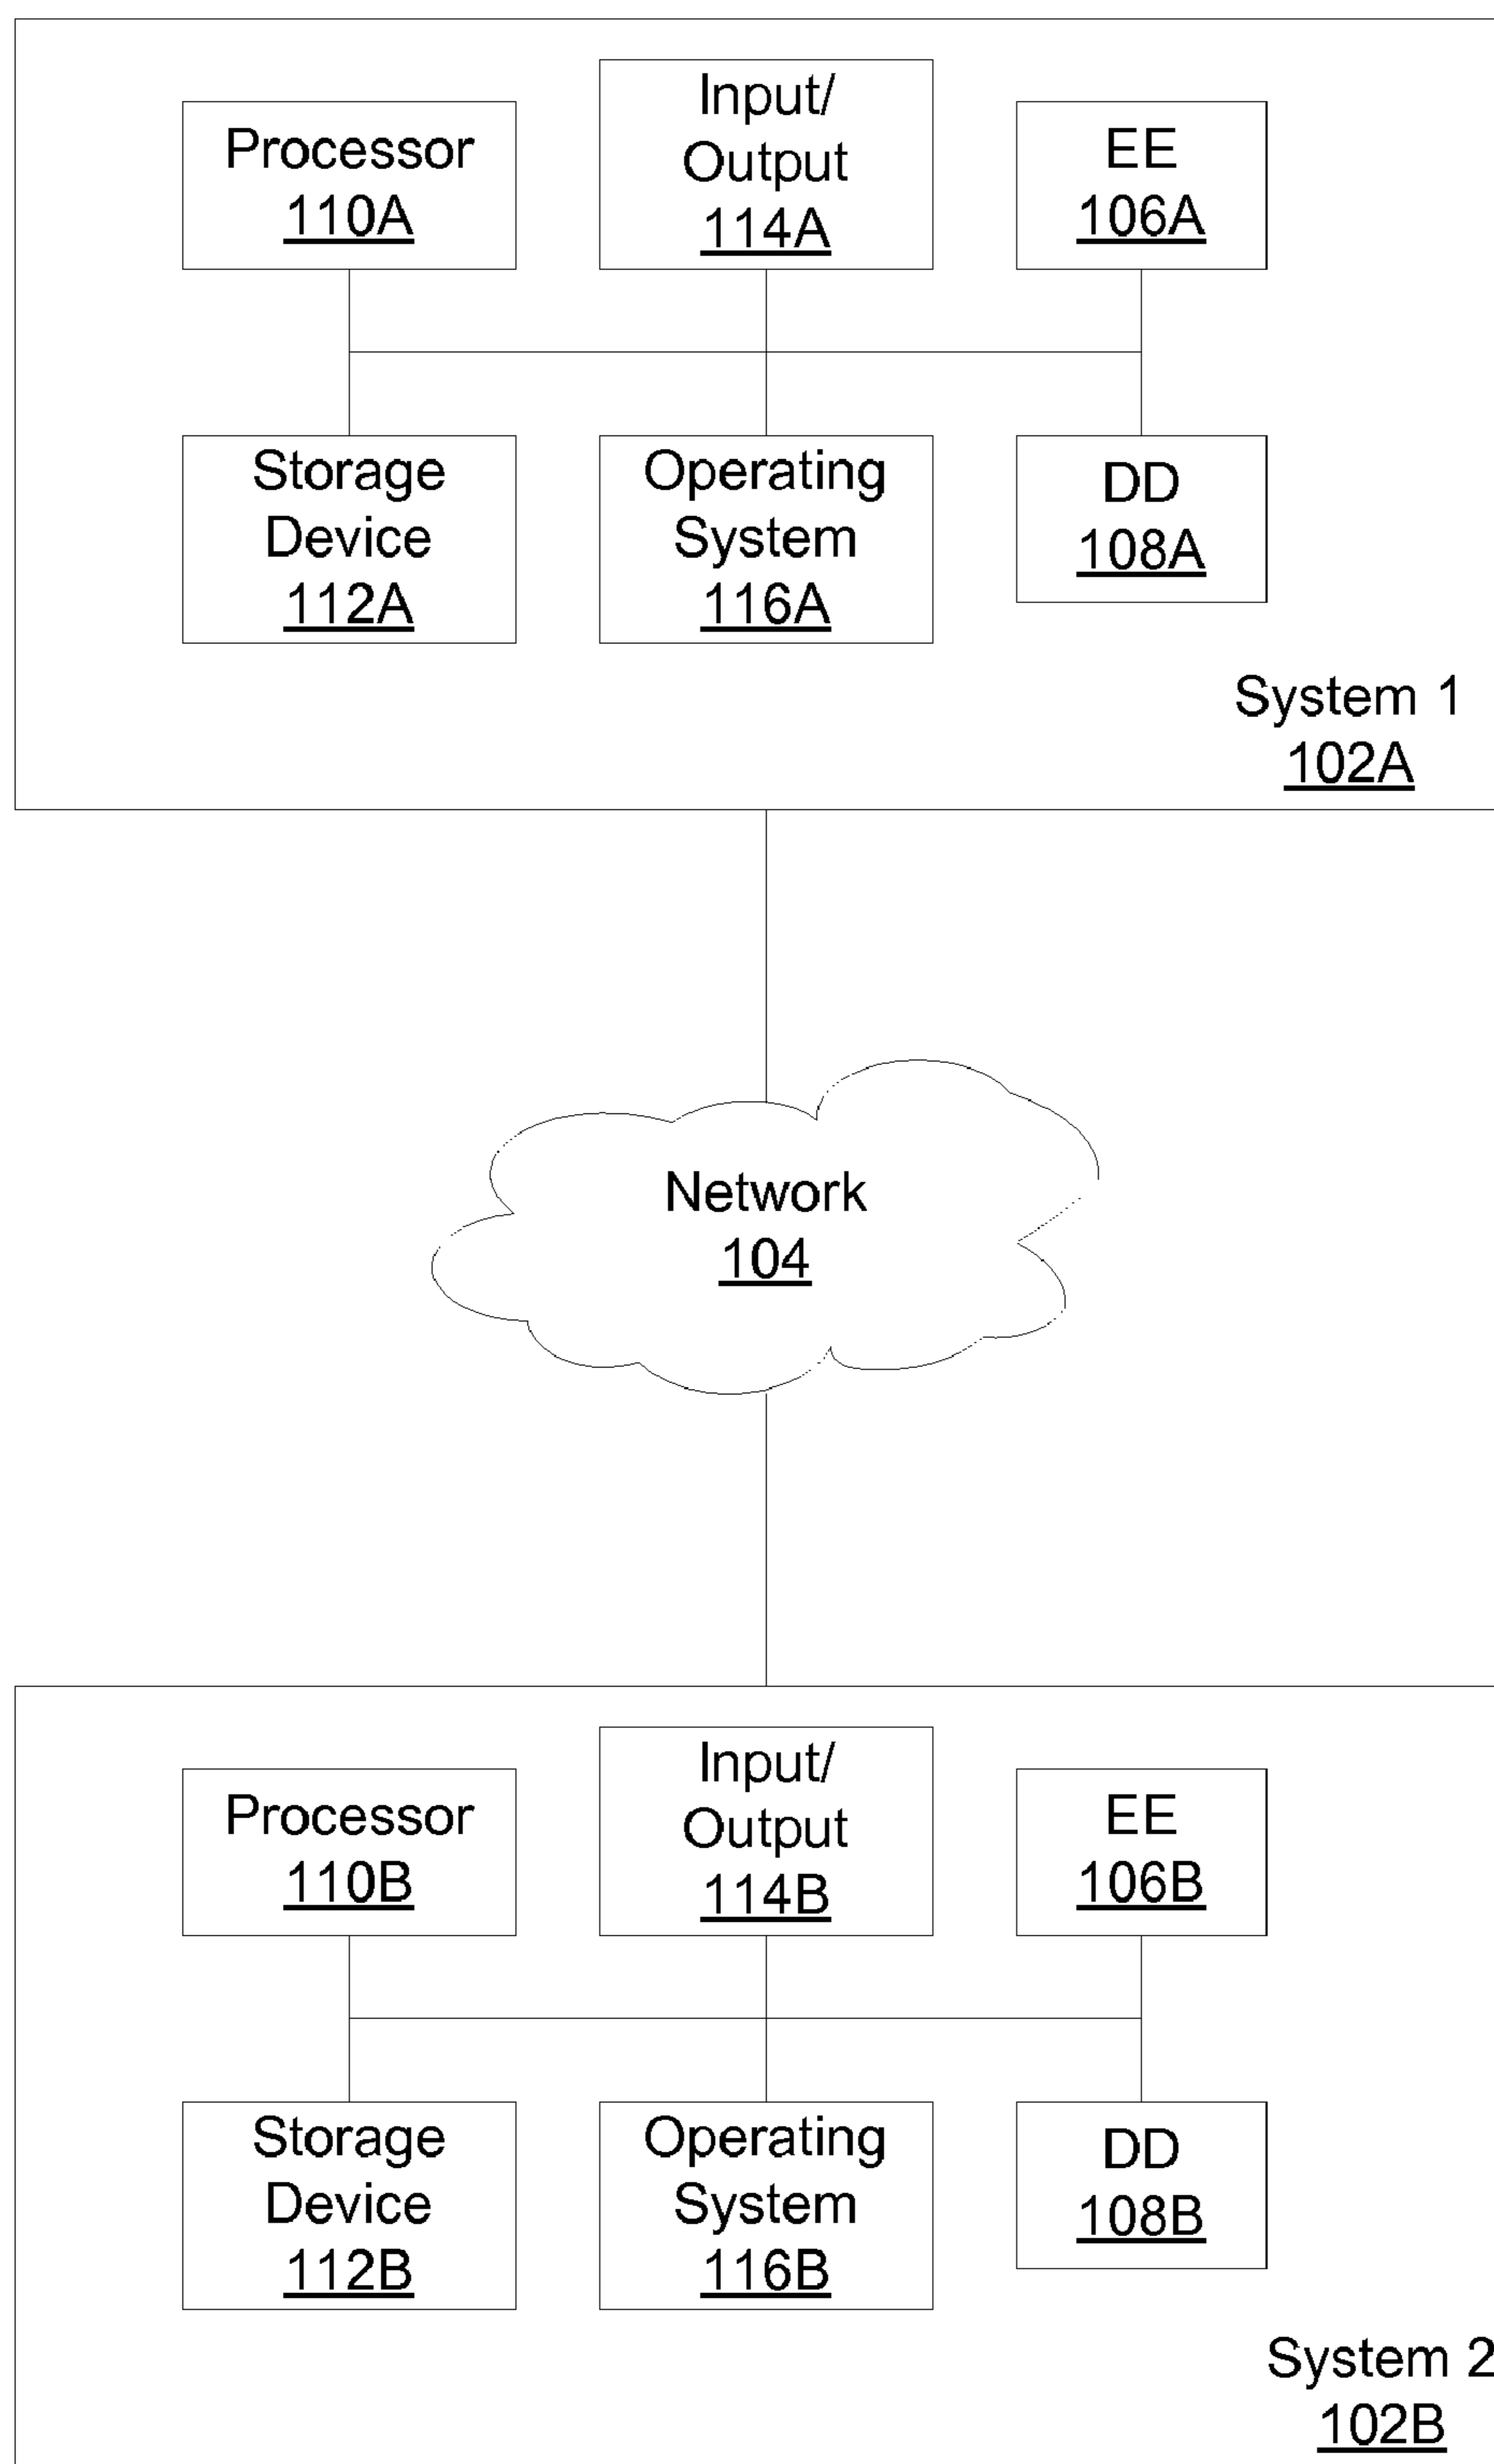 Processor
110A
Input/
Output
114A
EE
106A
Storage
Device
112A
Operating
System
116A
DD
108A
System 1
102A
Network
104
Processor
110B
Input/
Output
114B
EE
106B
Storage
Device
112B
Operating
System
116B
DD
108B
System 2
102B